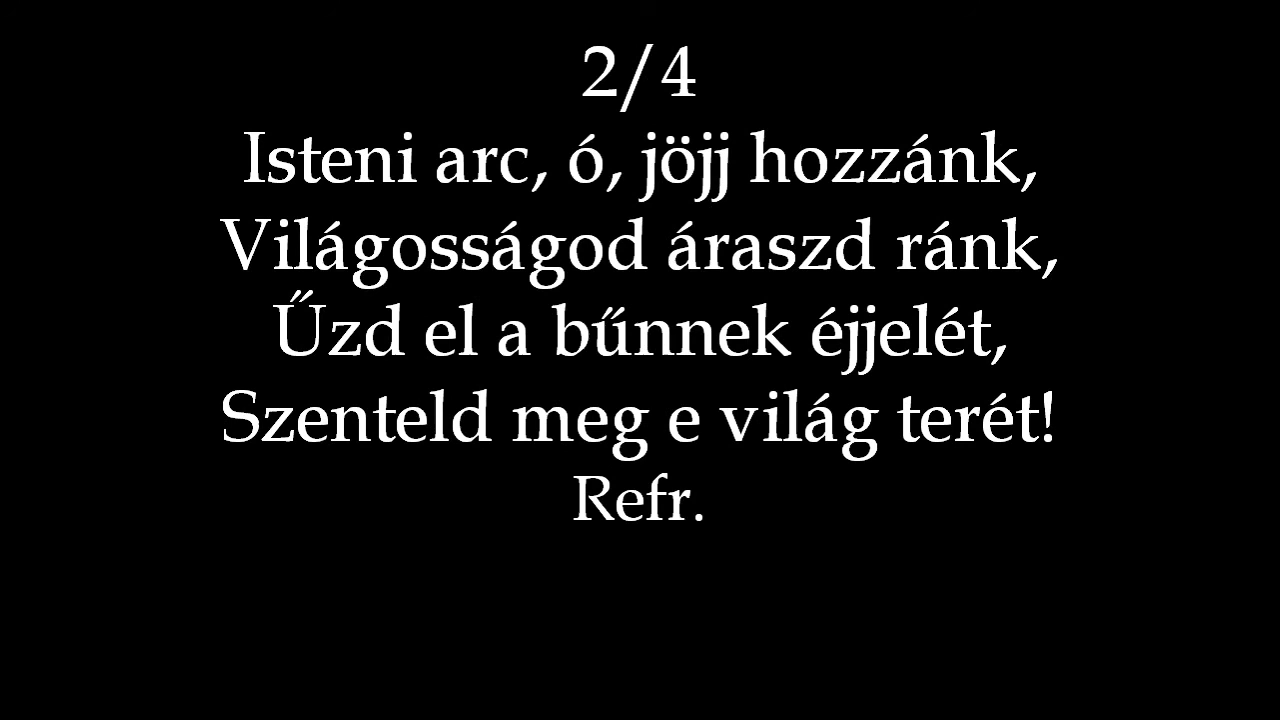 2/4
Isteni arc, ó, jöjj hozzánk,
Világosságod áraszd ránk,
Űzd el a bűnnek éjjelét,
Szenteld meg e világ terét!
Refr.